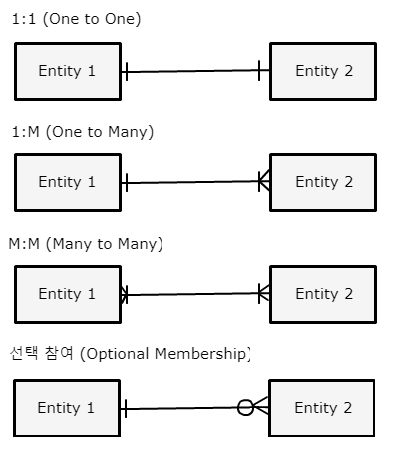 1:1 (One to One)
Entity 1 Entity 2
1:M (One to Many)
Entity 1 Entity 2
M:M (Many to Many)
Entity 1 Entity 2
선택 참여 (Optional Membership)
Entity 1 Entity 2